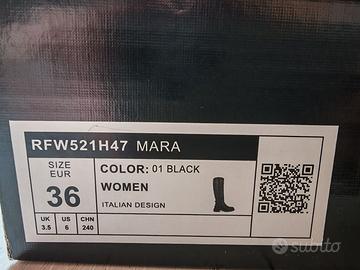 RFW521H47 MARA
SIZE
EUR
36
UK
3.5
US
6
CHN
240
COLOR: 01 BLACK
WOMEN
ITALIAN DESIGN
subito